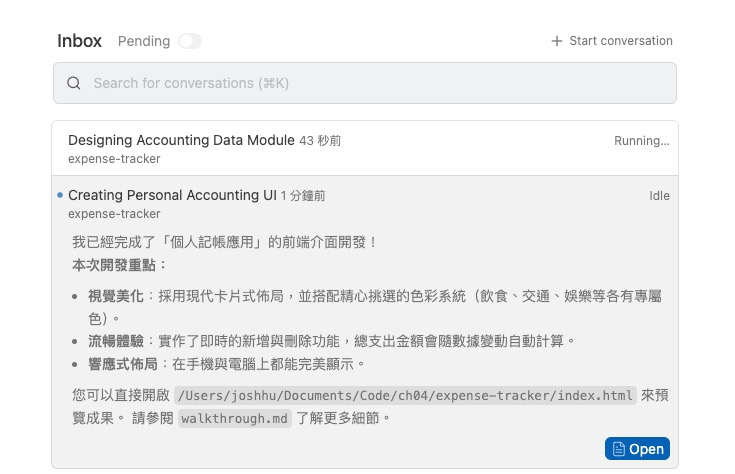 Inbox Pending Start conversation
Search for conversations (⌘K)
Designing Accounting Data Module 43 秒前 Running...
expense-tracker
Creating Personal Accounting UI 1 分鐘前 Idle
expense-tracker
我已經完成了「個人記帳應用」的前端介面開發！
本次開發重點：
• 視覺美化：採用現代卡片式佈局，並搭配精心挑選的色彩系統（飲食、交通、娛樂等各有專屬
色）。
• 流暢體驗：實作了即時的新增與刪除功能，總支出金額會隨數據變動自動計算。
• 響應式佈局：在手機與電腦上都能完美顯示。
您可以直接開啟 /Users/joshhu/Documents/Code/ch04/expense-tracker/index.html 來預
覽成果。 請參閱 walkthrough.md 了解更多細節。
Open